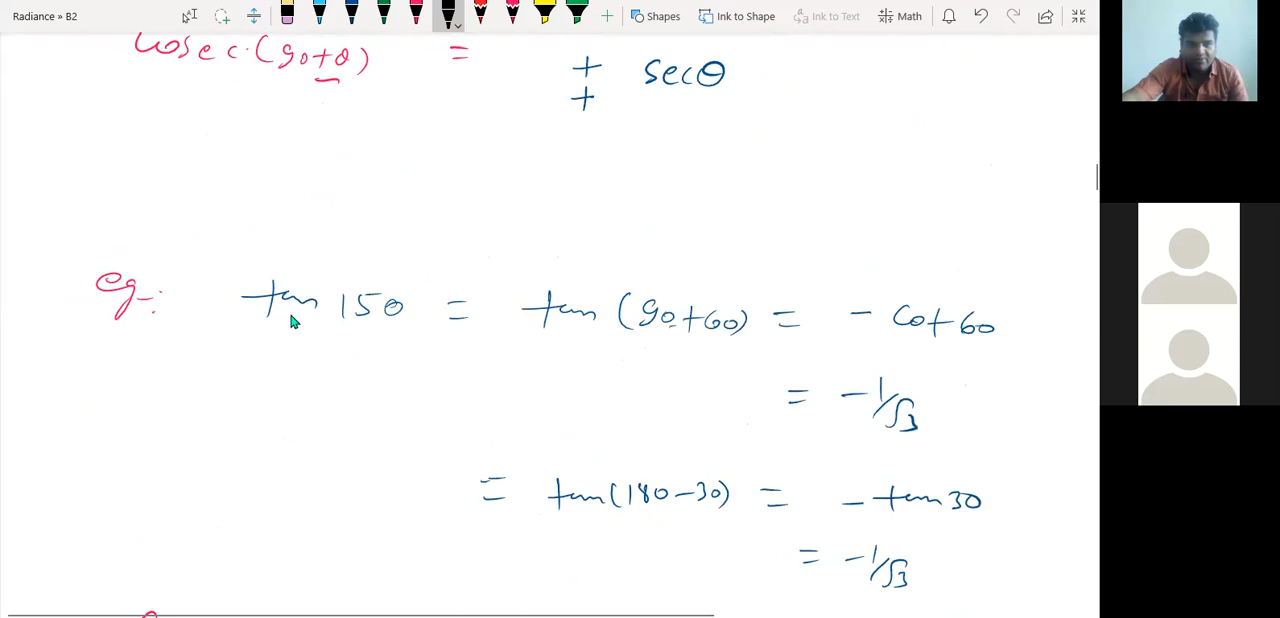 Radiance » B2
Shapes Ink to Shape Ink to Text Math
Cosec.(90+θ) = + secθ
+
eg-: tan 150 = tan (90+60) = - cot 60
= -1/√3
= tan(180-30) = - tan 30
= -1/√3